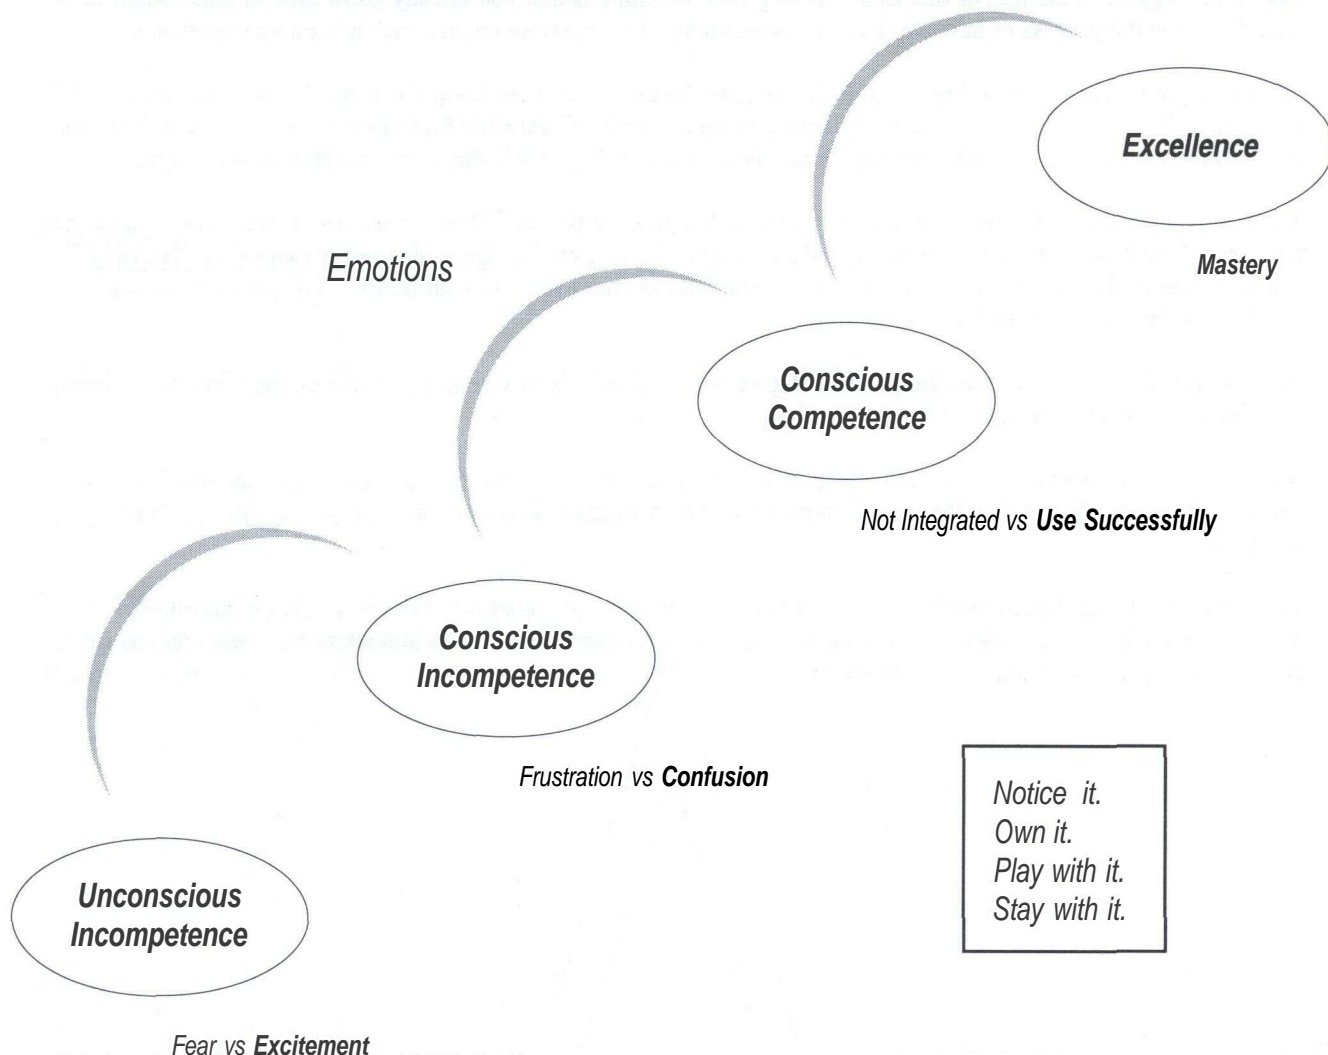 Excellence
Mastery
Emotions
Conscious
Competence
Not Integrated vs Use Successfully
Conscious
Incompetence
Frustration vs Confusion
Notice it.
Own it.
Play with it.
Stay with it.
Unconscious
Incompetence
Fear vs Excitement